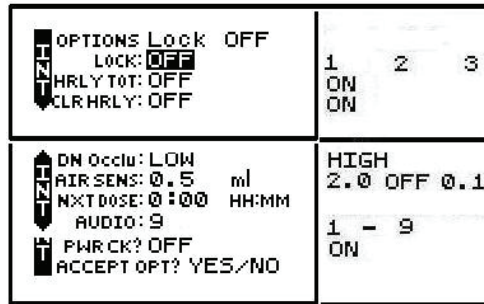 OPTIONS Lock OFF
LOCK: OFF 1 2 3
HRLY TOT: OFF ON
CLR HRLY: OFF ON
INT
DN Occlu: LOW HIGH
AIR SENS: 0.5 ml 2.0 OFF 0.1
NXT DOSE: 0:00 HH:MM
AUDIO: 9 1 - 9
PWR CK? OFF ON
ACCEPT OPT? YES/NO
INT